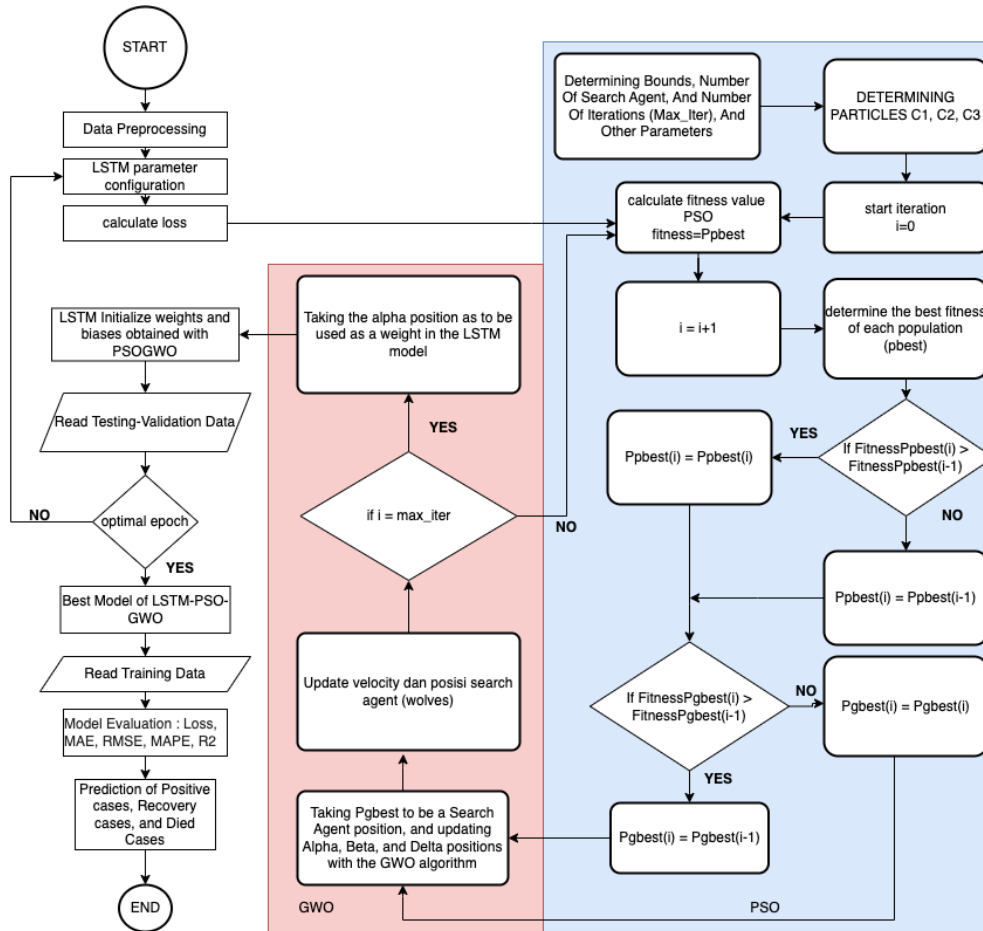 START
Data Preprocessing
LSTM parameter
configuration
calculate loss
LSTM Initialize weights and
biases obtained with
PSOGWO
Read Testing-Validation Data
NO
optimal epoch
YES
Best Model of LSTM-PSO-
GWO
Read Training Data
Model Evaluation : Loss,
MAE, RMSE, MAPE, R2
Prediction of Positive
cases, Recovery
cases, and Died
Cases
END
Taking the alpha position as to be
used as a weight in the LSTM
model
YES
if i = max_iter
NO
Update velocity dan posisi search
agent (wolves)
Taking Pgbest to be a Search
Agent position, and updating
Alpha, Beta, and Delta positions
with the GWO algorithm
GWO
Determining Bounds, Number
Of Search Agent, And Number
Of Iterations (Max_Iter), And
Other Parameters
DETERMINING
PARTICLES C1, C2, C3
calculate fitness value
PSO
fitness=Ppbest
start iteration
i=0
i = i+1
determine the best fitness
of each population
(pbest)
YES
If FitnessPpbest(i) >
FitnessPpbest(i-1)
Ppbest(i) = Ppbest(i)
NO
Ppbest(i) = Ppbest(i-1)
If FitnessPgbest(i) >
FitnessPgbest(i-1)
NO
Pgbest(i) = Pgbest(i)
YES
Pgbest(i) = Pgbest(i-1)
PSO